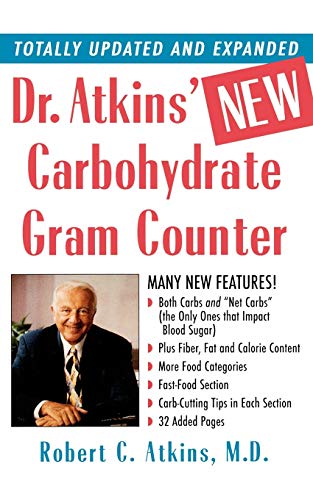 TOTALLY UPDATED AND EXPANDED
Dr. Atkins' NEW
Carbohydrate
Gram Counter
MANY NEW FEATURES!
Both Carbs and "Net Carbs"
(the Only Ones that Impact
Blood Sugar)
Plus Fiber, Fat and Calorie Content
More Food Categories
Fast-Food Section
Carb-Cutting Tips in Each Section
32 Added Pages
Robert C. Atkins, M.D.